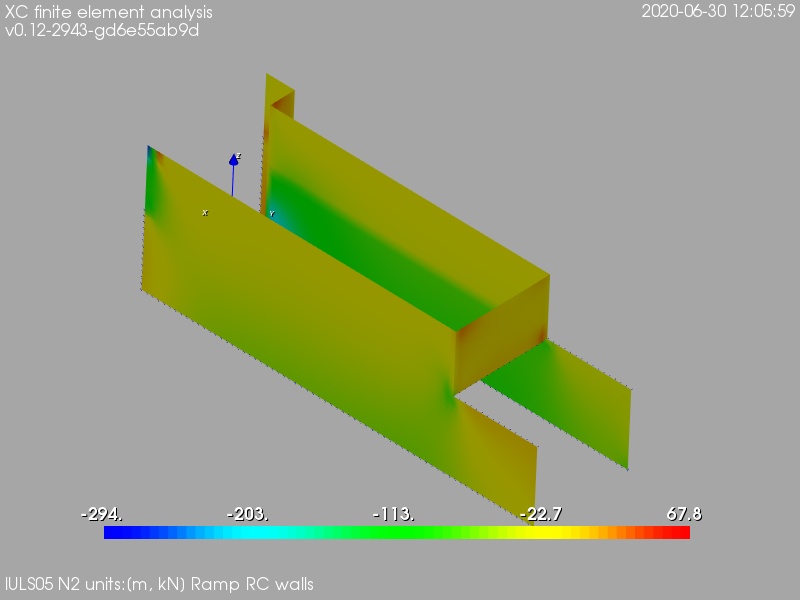 XC finite element analysis
2020-06-30 12:05:59
v0.12-2943-gd6e55ab9d
Z
X
Y
-294.
-203.
-113.
-22.7
67.8
IULS05 N2 units:[m, kN] Ramp RC walls